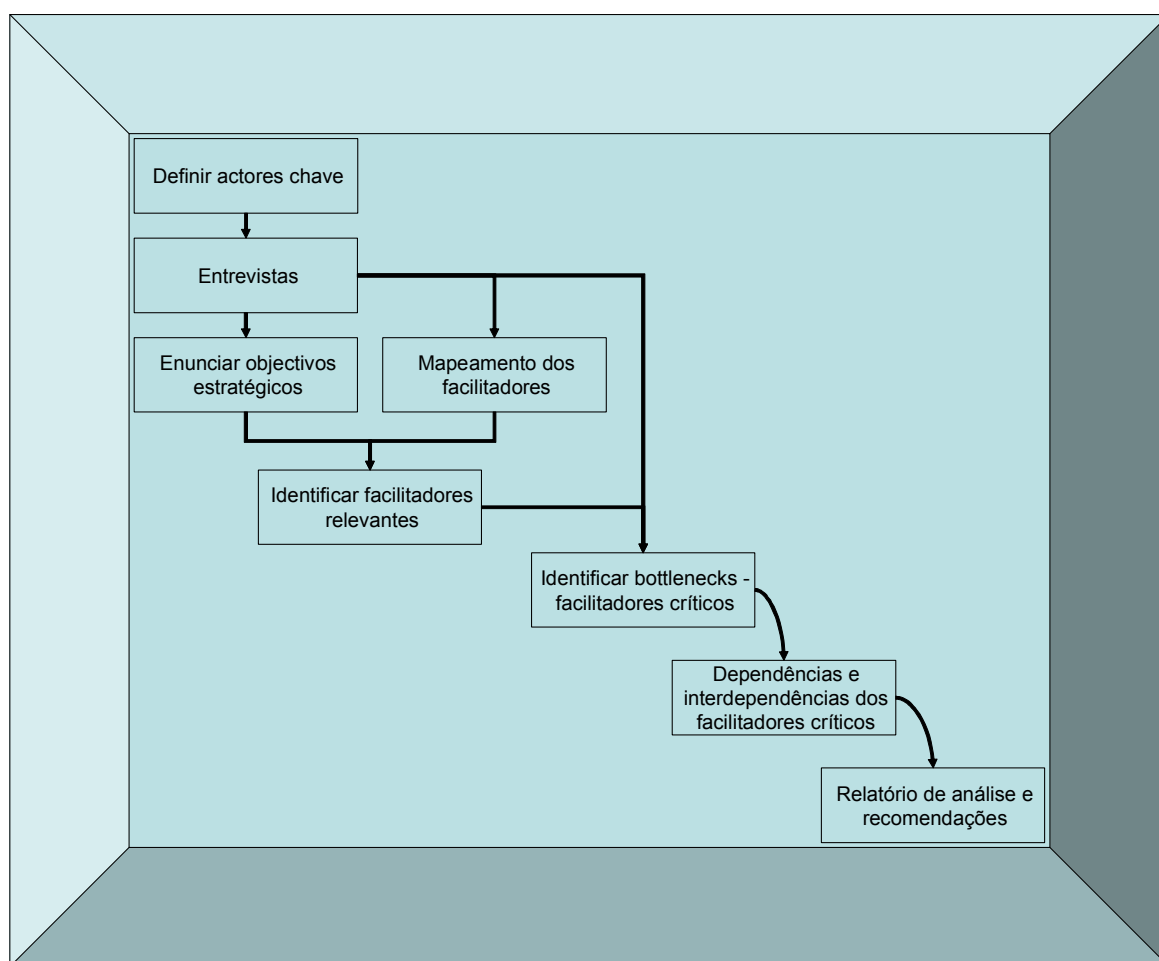 Definir actores chave
Entrevistas
Enunciar objectivos
estratégicos
Mapeamento dos
facilitadores
Identificar facilitadores
relevantes
Identificar bottlenecks -
facilitadores críticos
Dependências e
interdependências dos
facilitadores críticos
Relatório de análise e
recomendações